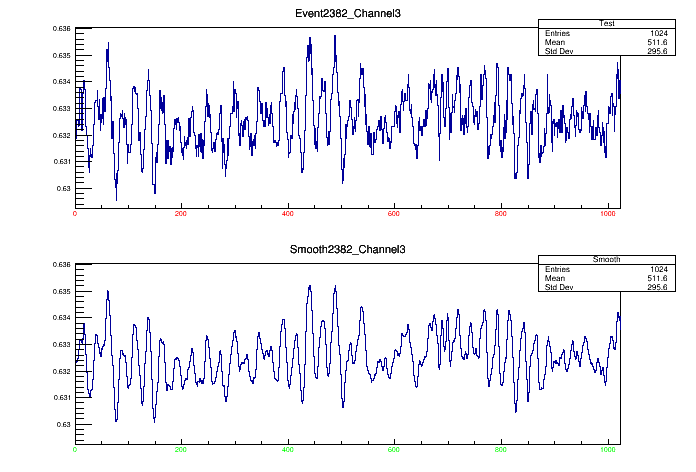 Event2382_Channel3
Test
Entries 1024
Mean 511.6
Std Dev 295.6
0.636
0.635
0.634
0.633
0.632
0.631
0.63
0 200 400 600 800 1000
Smooth2382_Channel3
Smooth
Entries 1024
Mean 511.6
Std Dev 295.6
0.636
0.635
0.634
0.633
0.632
0.631
0.63
0 200 400 600 800 1000